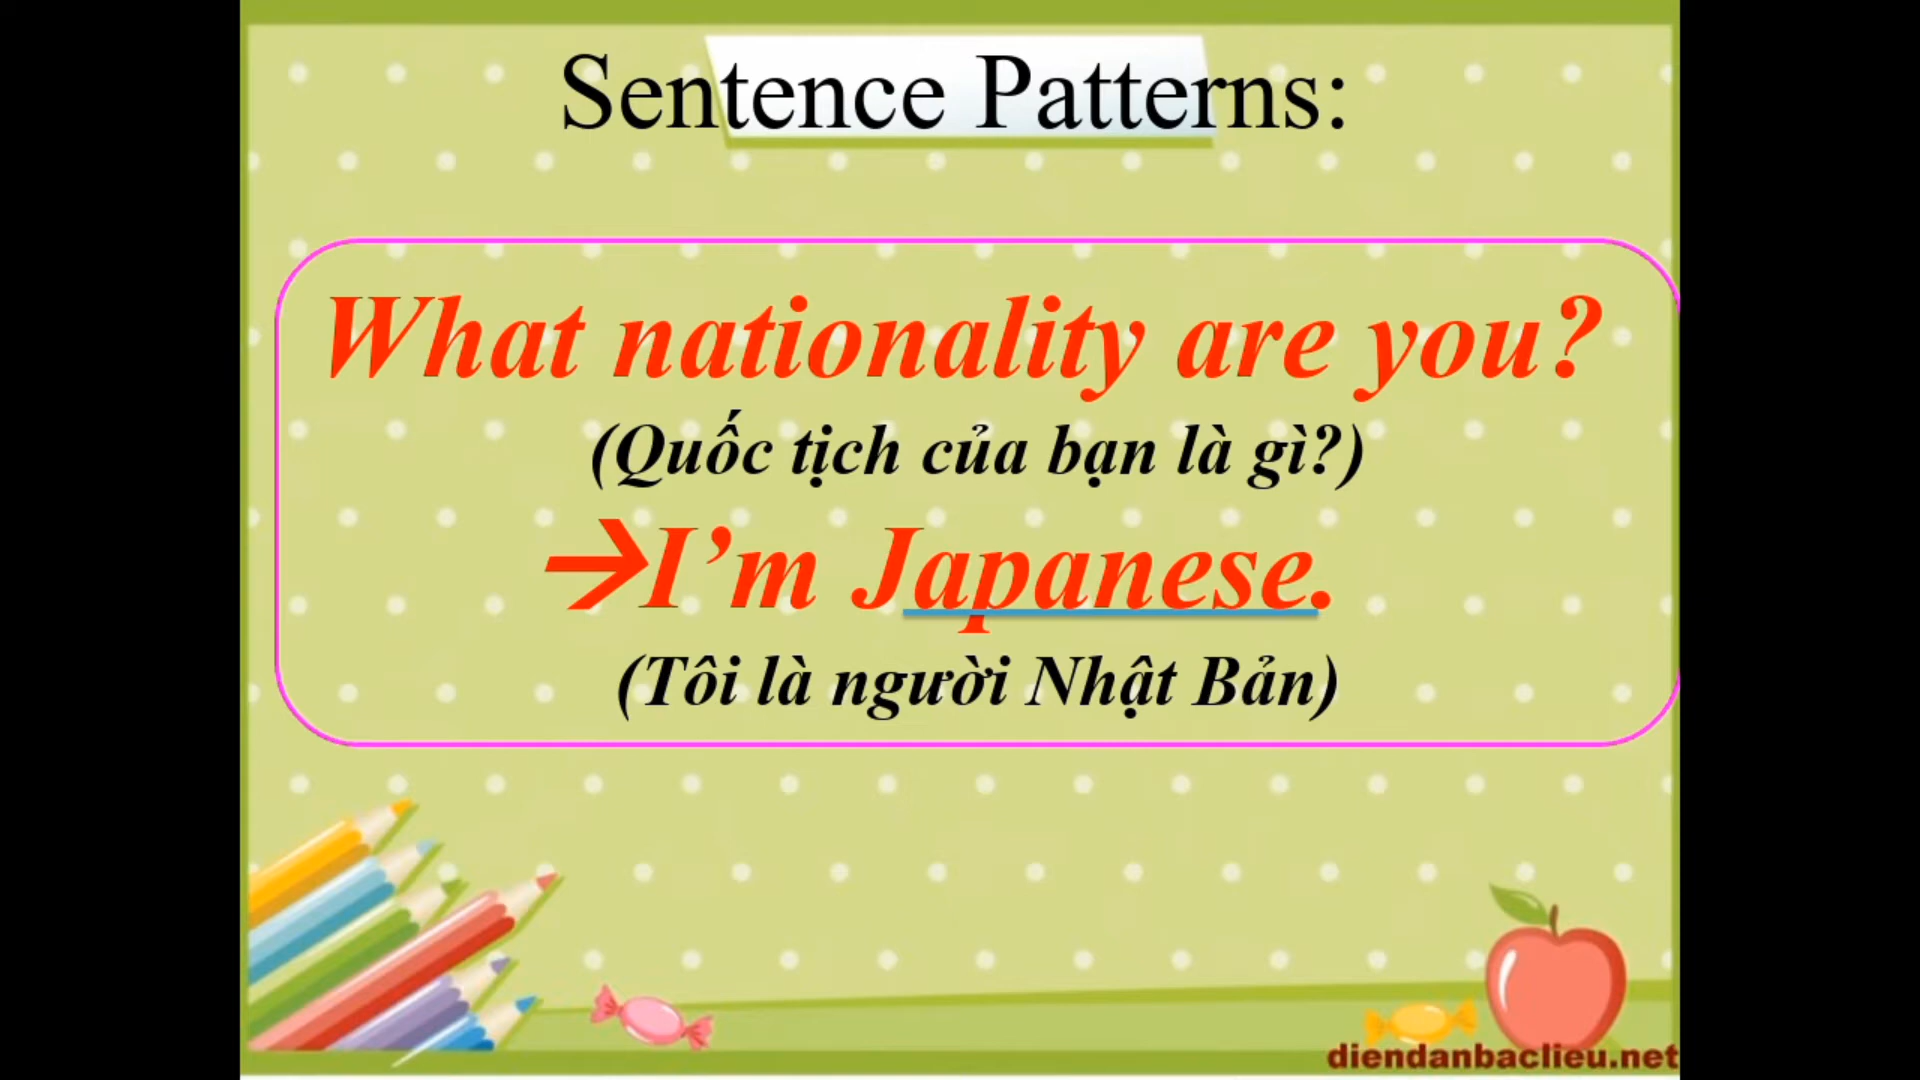 Sentence Patterns:
What nationality are you?
(Quốc tịch của bạn là gì?)
→I’m Japanese.
(Tôi là người Nhật Bản)
diendanbaclieu.net